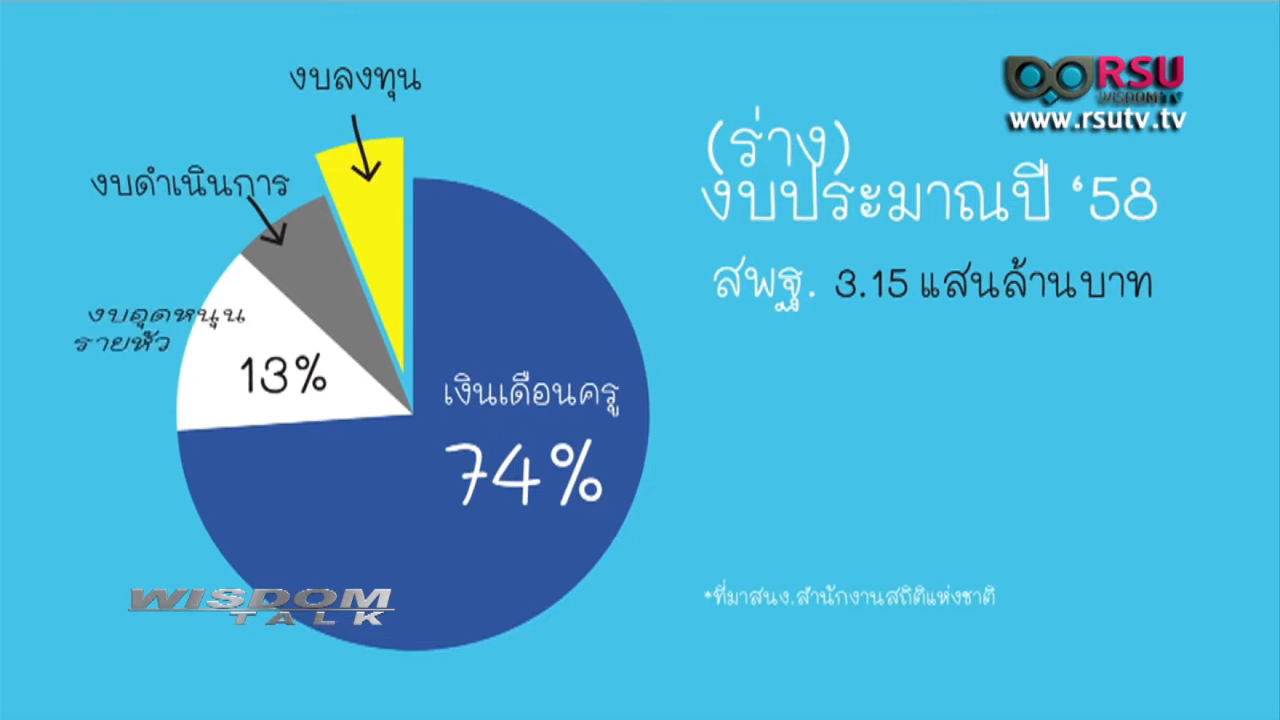 งบลงทุน
งบดำเนินการ
งบอุดหนุน
รายหัว
13%
เงินเดือนครู
74%
RSU
WISDOM TV
www.rsutv.tv
(ร่าง)
งบประมาณปี ‘58
สพฐ. 3.15 แสนล้านบาท
*ที่มาสนง.สำนักงานสถิติแห่งชาติ
WISDOM
TALK